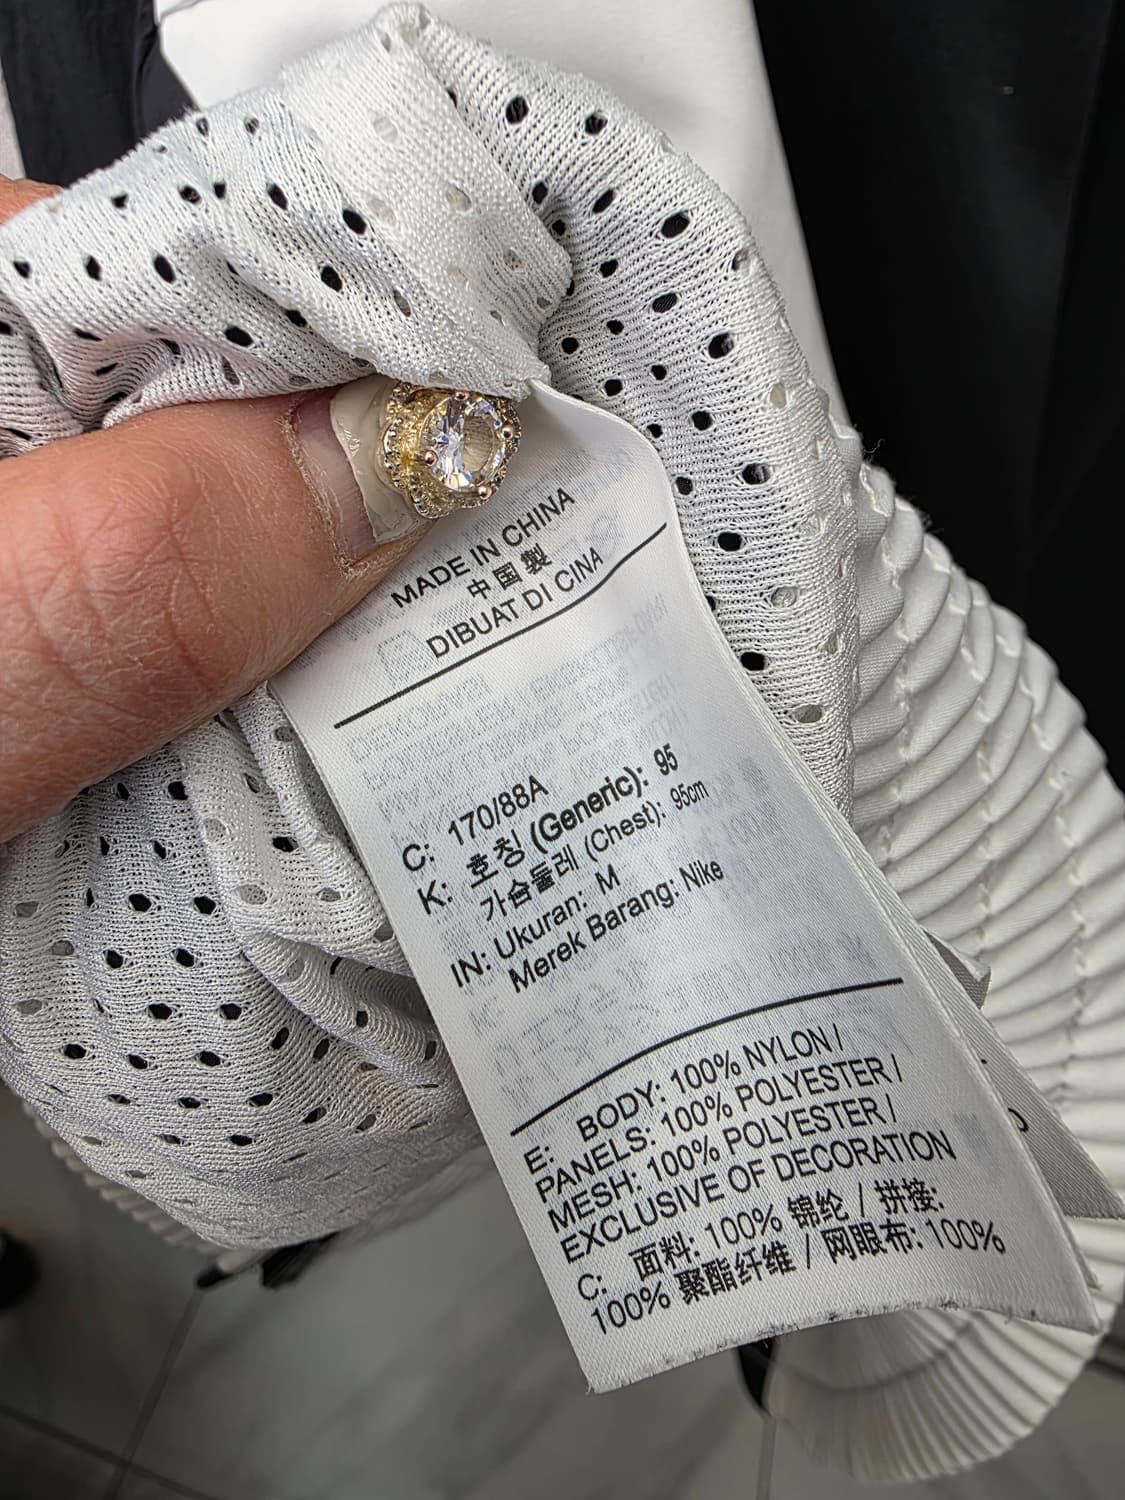 MADE IN CHINA
中国製
DIBUAT DI CINA
C: 170/88A
K: 호칭 (Generic): 95
가슴둘레 (Chest): 95cm
IN: Ukuran: M
Merek Barang: Nike
E: BODY: 100% NYLON /
PANELS: 100% POLYESTER /
MESH: 100% POLYESTER /
EXCLUSIVE OF DECORATION
C: 面料: 100% 锦纶 / 拼接:
100% 聚酯纤维 / 网眼布: 100%